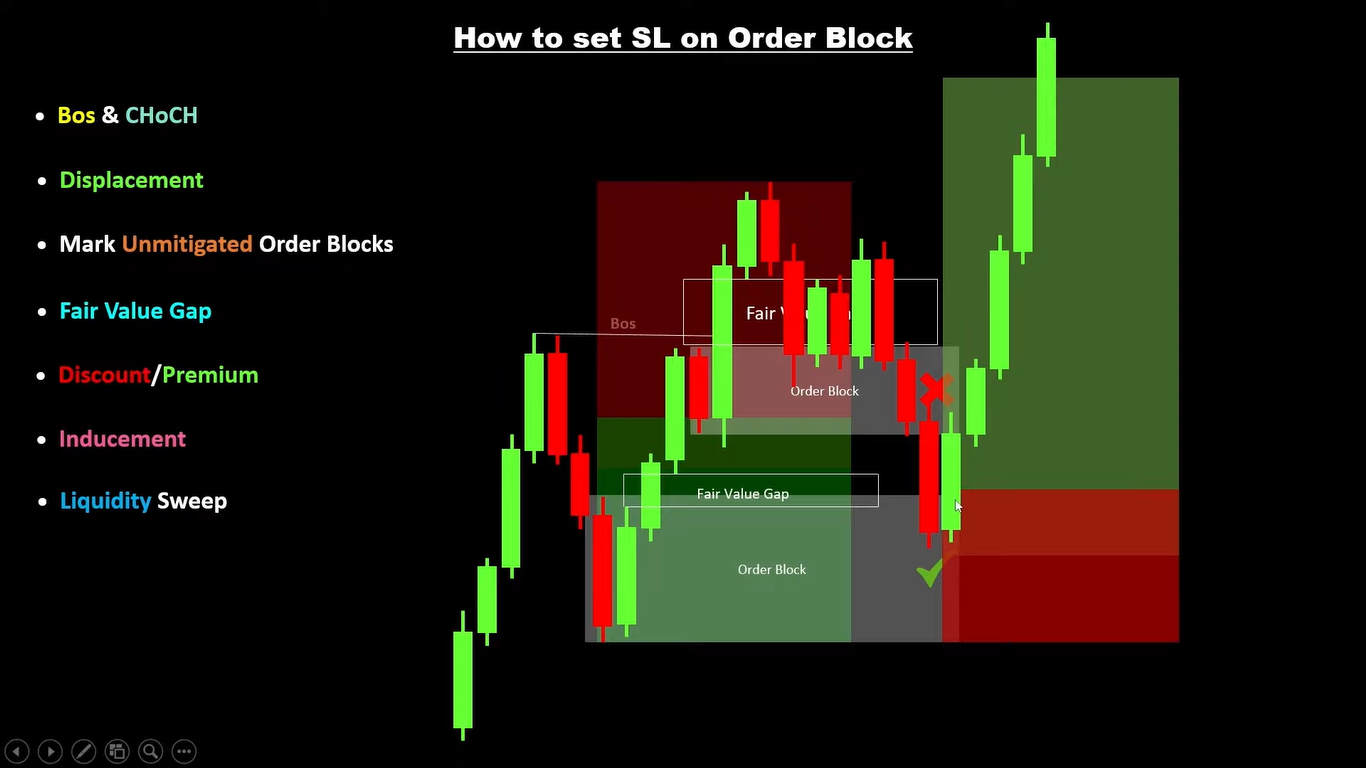 How to set SL on Order Block
Bos & CHoCH
Displacement
Mark Unmitigated Order Blocks
Fair Value Gap
Discount/Premium
Inducement
Liquidity Sweep
Bos
Fair
Order Block
Fair Value Gap
Order Block